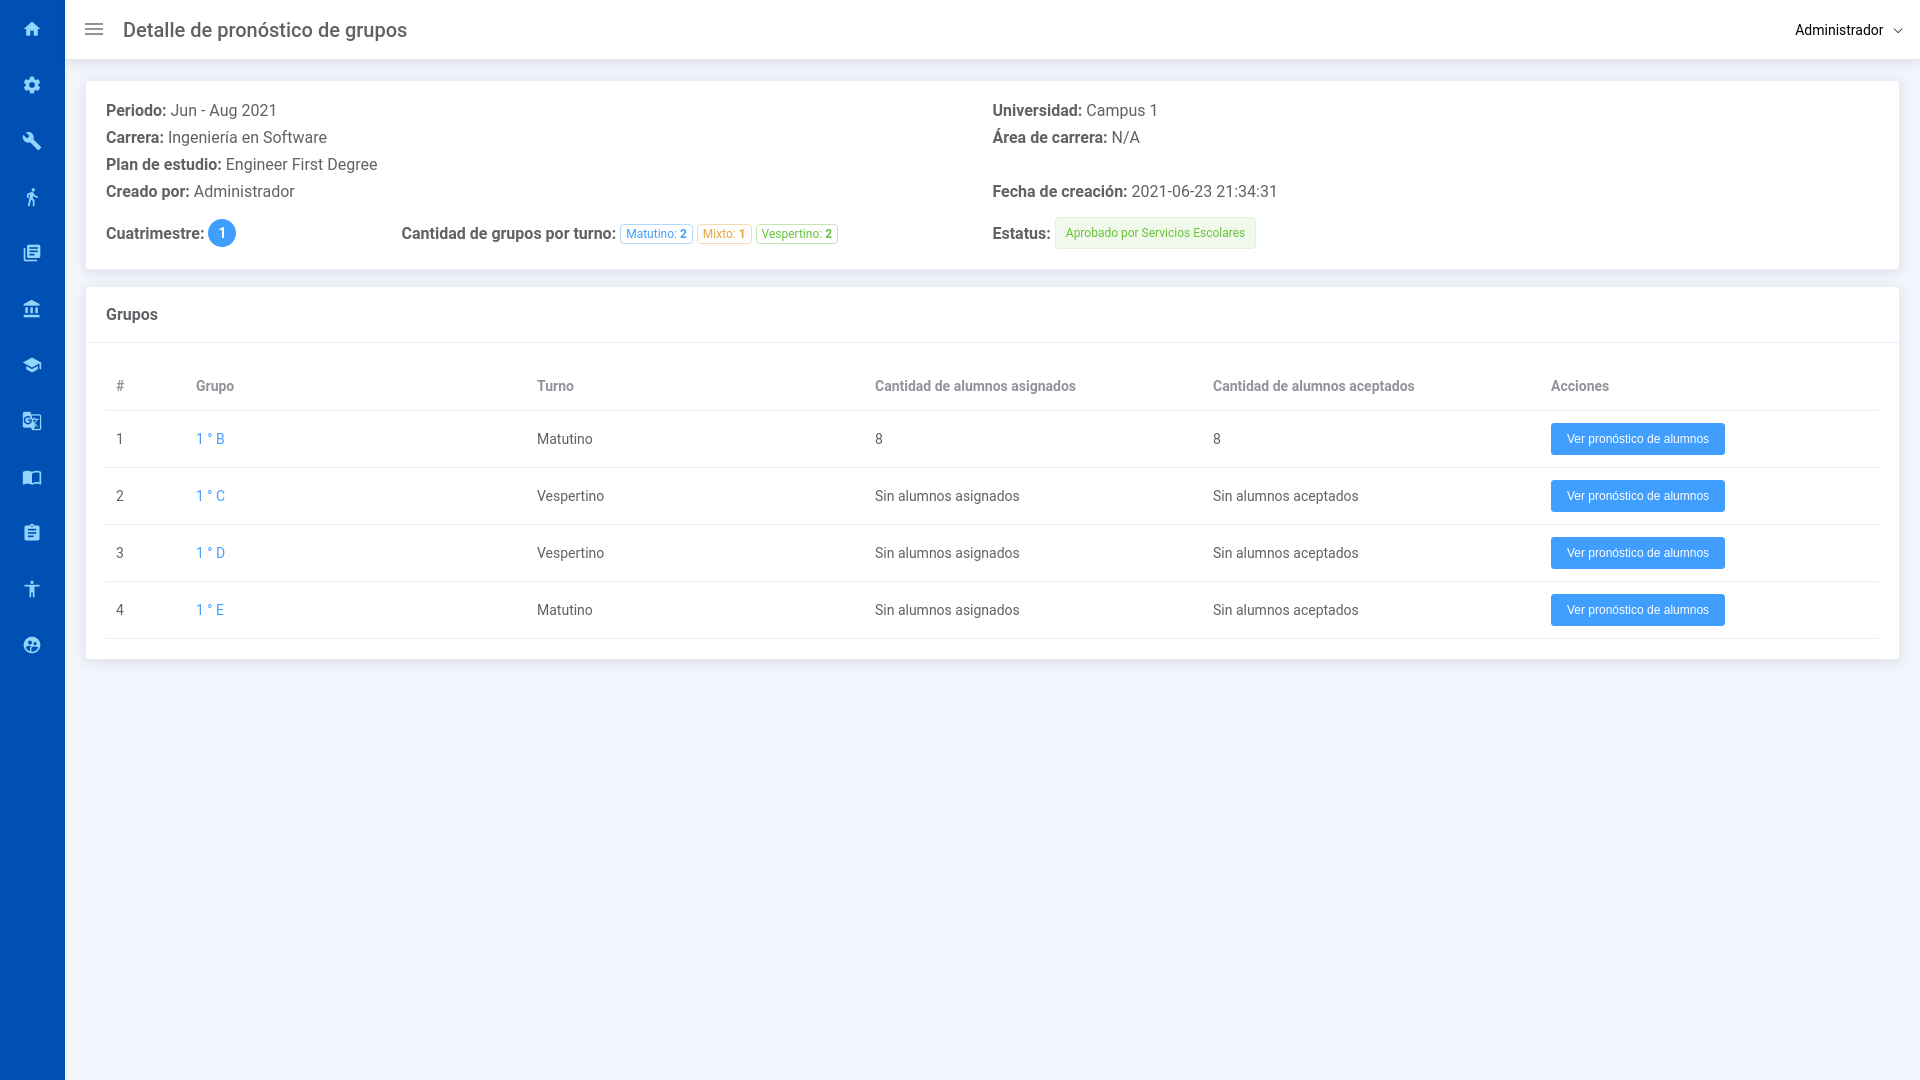 Detalle de pronóstico de grupos
Administrador
Periodo: Jun - Aug 2021
Universidad: Campus 1
Carrera: Ingeniería en Software
Área de carrera: N/A
Plan de estudio: Engineer First Degree
Creado por: Administrador
Fecha de creación: 2021-06-23 21:34:31
Cuatrimestre: 1
Cantidad de grupos por turno: Matutino: 2 Mixto: 1 Vespertino: 2
Estatus: Aprobado por Servicios Escolares
Grupos
# Grupo Turno Cantidad de alumnos asignados Cantidad de alumnos aceptados Acciones
1 1 ° B Matutino 8 8 Ver pronóstico de alumnos
2 1 ° C Vespertino Sin alumnos asignados Sin alumnos aceptados Ver pronóstico de alumnos
3 1 ° D Vespertino Sin alumnos asignados Sin alumnos aceptados Ver pronóstico de alumnos
4 1 ° E Matutino Sin alumnos asignados Sin alumnos aceptados Ver pronóstico de alumnos